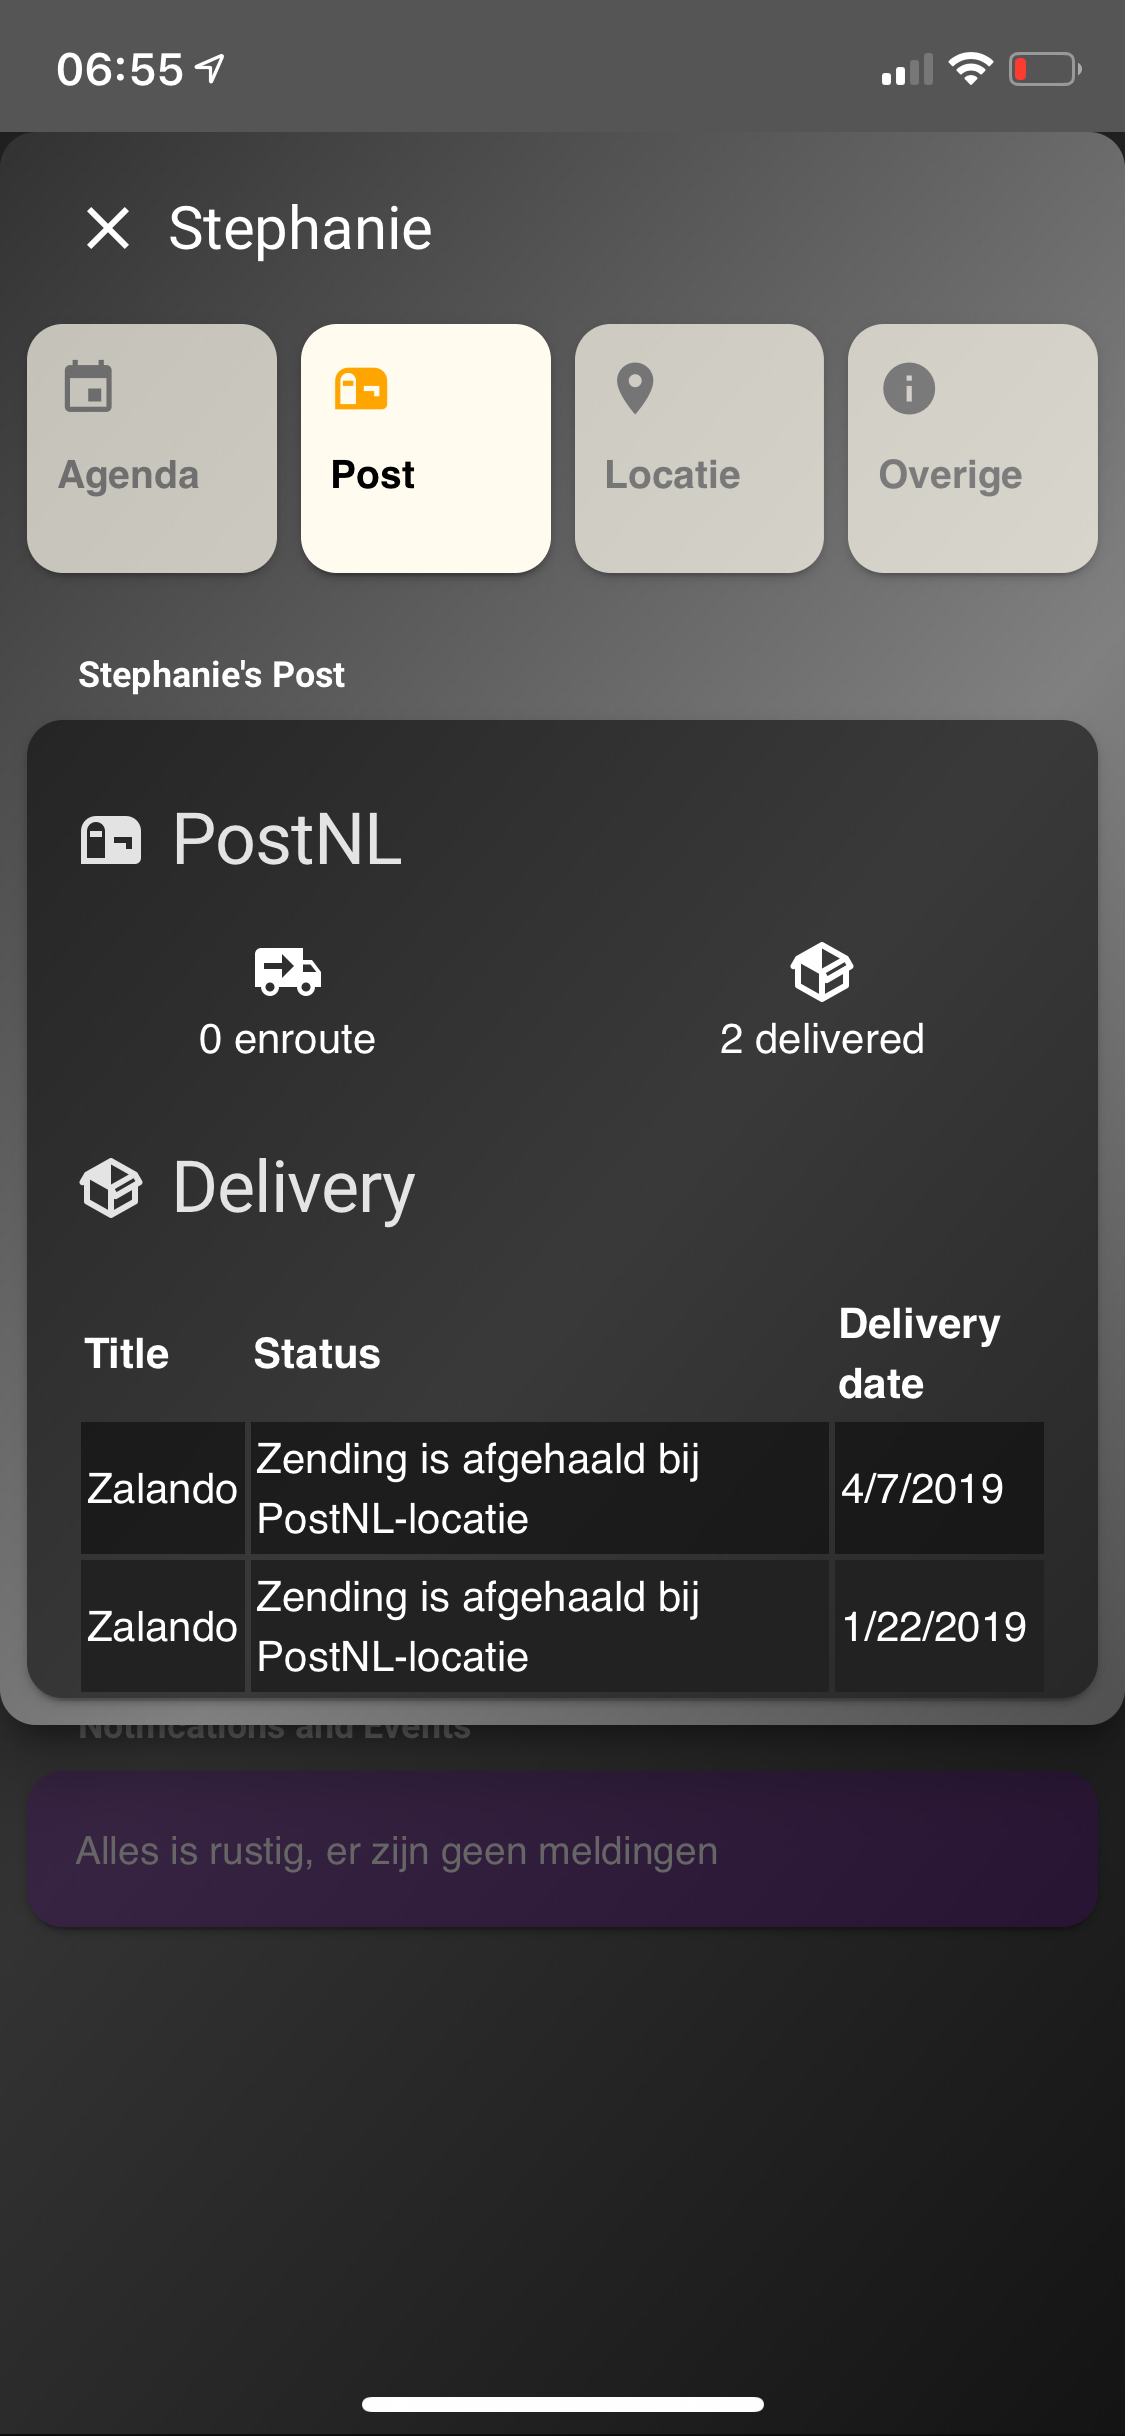 06:55
Stephanie
Agenda
Post
Locatie
Overige
Stephanie's Post
PostNL
0 enroute
2 delivered
Delivery
Title
Status
Delivery
date
Zalando
Zending is afgehaald bij
PostNL-locatie
4/7/2019
Zalando
Zending is afgehaald bij
PostNL-locatie
1/22/2019
Notifications and Events
Alles is rustig, er zijn geen meldingen